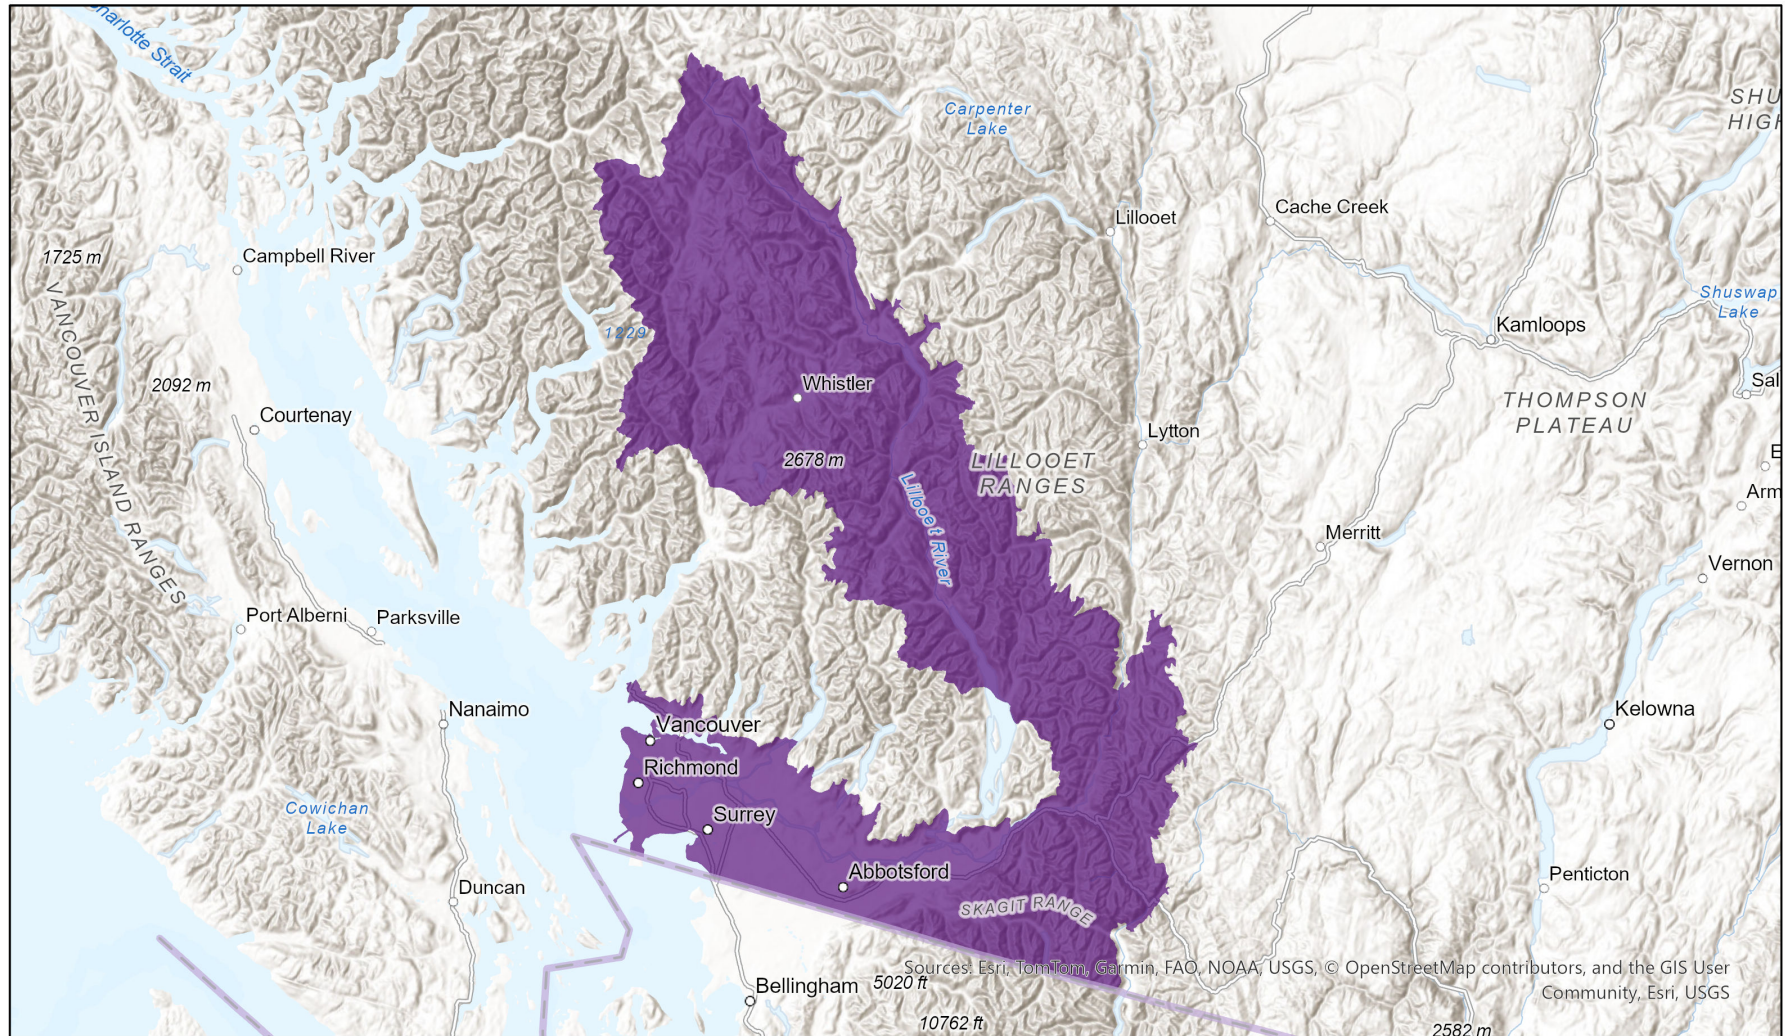 Charlotte Strait
Carpenter
Lake
SHU
HIGH
Cache Creek
Lillooet
1725 m
Campbell River
Shuswap
Lake
Kamloops
1229
VANCOUVER ISLAND RANGES
2092 m
Whistler
Sal
THOMPSON
PLATEAU
Courtenay
Lytton
2678 m
LILLOOET
RANGES
E
Arm
Lillooet River
Merritt
Vernon
Port Alberni
Parksville
Nanaimo
Vancouver
Kelowna
Richmond
Cowichan
Lake
Surrey
Abbotsford
Penticton
Duncan
SKAGIT RANGE
Sources: Esri, TomTom, Garmin, FAO, NOAA, USGS, © OpenStreetMap contributors, and the GIS User
Community, Esri, USGS
Bellingham
5020 ft
10762 ft
2582 m